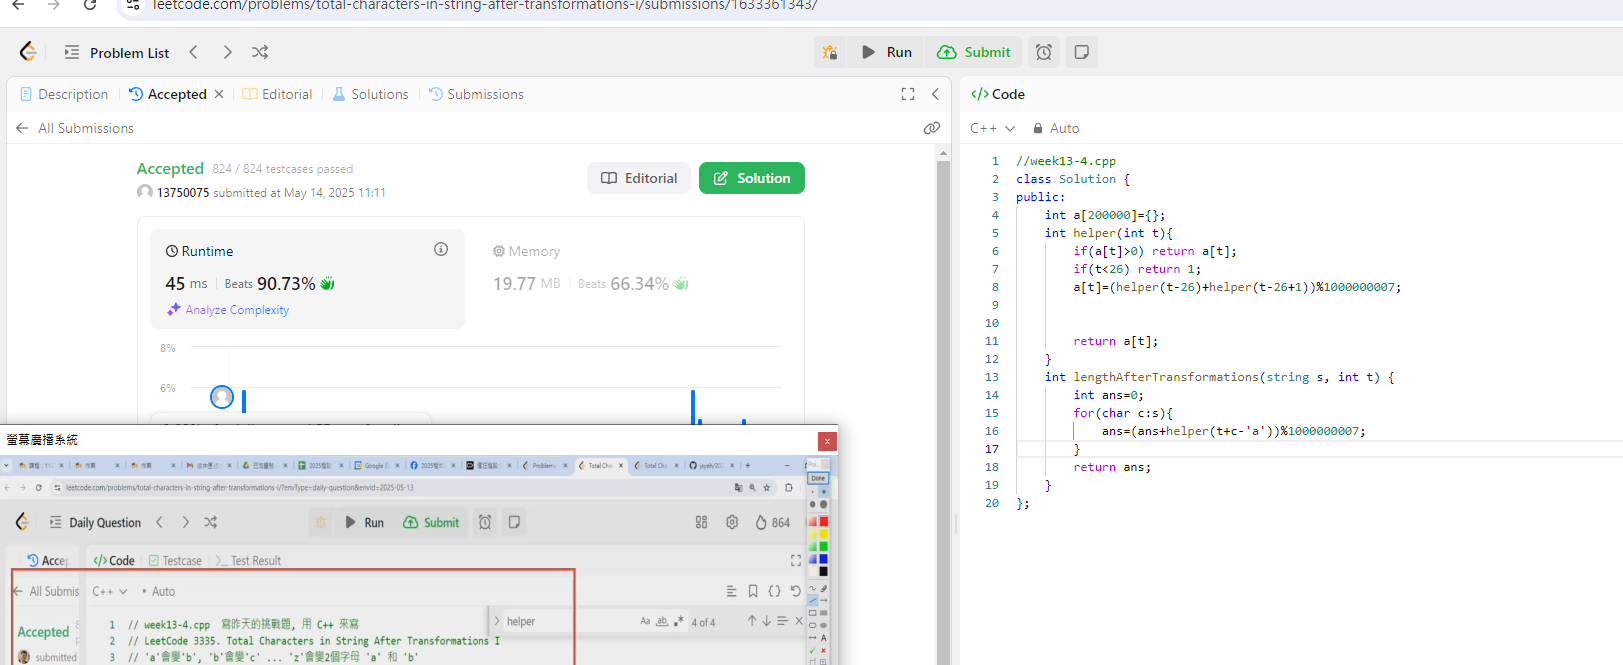 leetcode.com/problems/total-characters-in-string-after-transformations-i/submissions/1633361343/
Problem List
Run
Submit
Description
Accepted
Editorial
Solutions
Submissions
All Submissions
Accepted 824 / 824 testcases passed
13750075 submitted at May 14, 2025 11:11
Editorial
Solution
Runtime
45 ms Beats 90.73%
Analyze Complexity
Memory
19.77 MB Beats 66.34%
8%
6%
</> Code
C++ Auto
1 //week13-4.cpp
2 class Solution {
3 public:
4 int a[200000]={};
5 int helper(int t){
6 if(a[t]>0) return a[t];
7 if(t<26) return 1;
8 a[t]=(helper(t-26)+helper(t-26+1))%1000000007;
9
10
11 return a[t];
12 }
13 int lengthAfterTransformations(string s, int t) {
14 int ans=0;
15 for(char c:s){
16 ans=(ans+helper(t+c-'a'))%1000000007;
17 }
18 return ans;
19 }
20 };
螢幕廣播系統
leetcode.com/problems/total-characters-in-string-after-transformations-i/?envType=daily-question&envId=2025-05-13
Done
Daily Question
Run
Submit
864
Accep
</> Code
Testcase
>_ Test Result
All Submis
C++ • Auto
helper
Aa ab .* 4 of 4
Accepted
submitted
1 // week13-4.cpp 寫昨天的挑戰題, 用 C++ 來寫
2 // LeetCode 3335. Total Characters in String After Transformations I
3 // 'a'會變'b', 'b'會變'c' ... 'z'會變2個字母 'a' 和 'b'